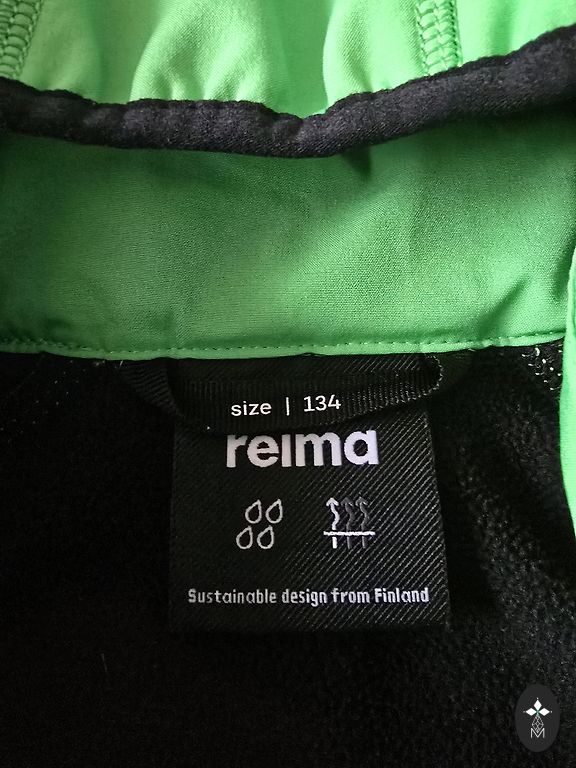 size | 134
reima
Sustainable design from Finland
M